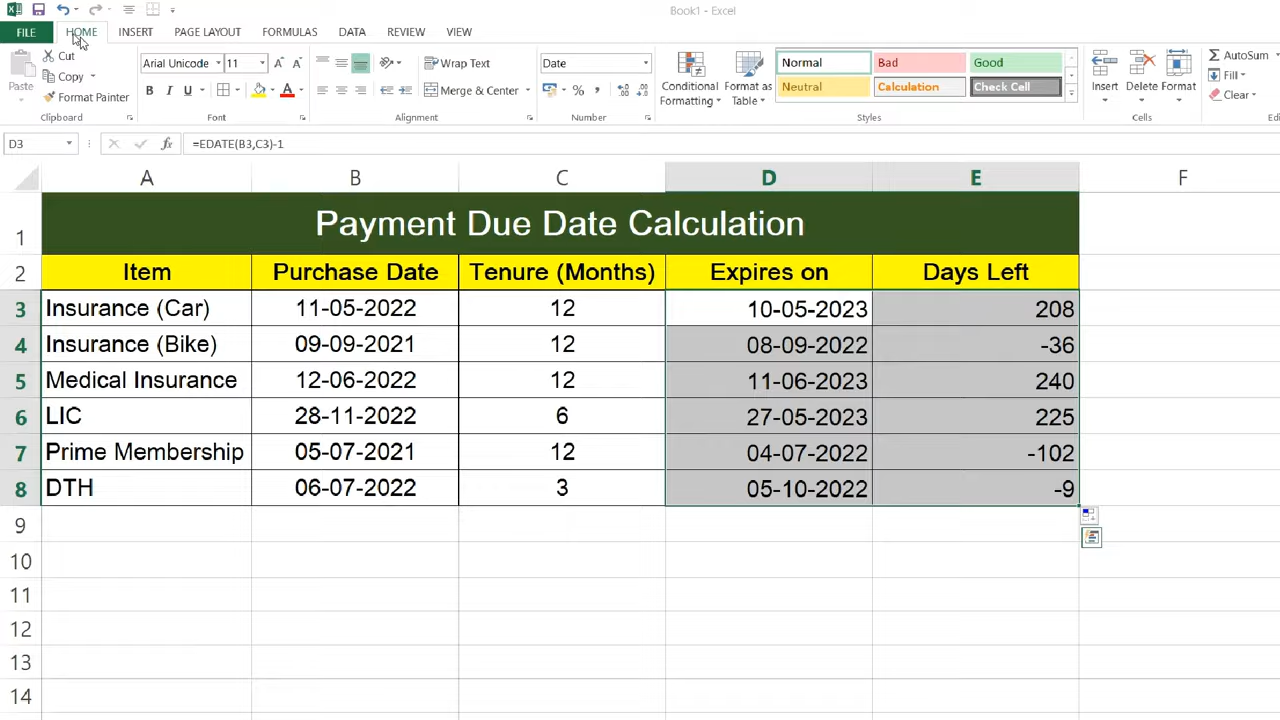 Book1 - Excel
FILE HOME INSERT PAGE LAYOUT FORMULAS DATA REVIEW VIEW
Paste
Cut
Copy
Format Painter
Clipboard
Arial Unicode 11
B I U
Font
Wrap Text
Merge & Center
Alignment
Date
%
Number
Conditional Formatting
Format as Table
Normal Bad Good
Neutral Calculation Check Cell
Styles
Insert Delete Format
Cells
AutoSum
Fill
Clear
D3 fx =EDATE(B3,C3)-1
A B C D E F
1 Payment Due Date Calculation
2 Item Purchase Date Tenure (Months) Expires on Days Left
3 Insurance (Car) 11-05-2022 12 10-05-2023 208
4 Insurance (Bike) 09-09-2021 12 08-09-2022 -36
5 Medical Insurance 12-06-2022 12 11-06-2023 240
6 LIC 28-11-2022 6 27-05-2023 225
7 Prime Membership 05-07-2021 12 04-07-2022 -102
8 DTH 06-07-2022 3 05-10-2022 -9
9
10
11
12
13
14